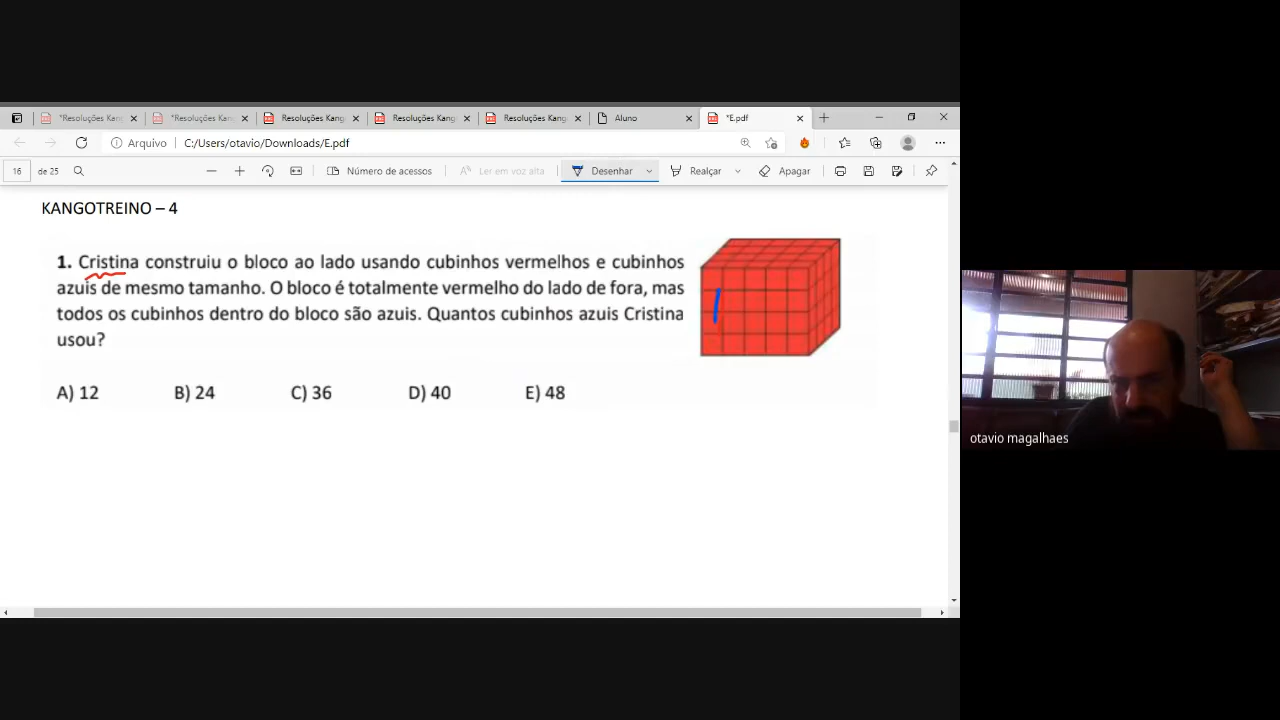 *Resoluções Kang
*Resoluções Kang
Resoluções Kang
Resoluções Kang
Resoluções Kang
Aluno
*E.pdf
Arquivo
C:/Users/otavio/Downloads/E.pdf
16 de 25
Número de acessos
Ler em voz alta
Desenhar
Realçar
Apagar
KANGOTREINO – 4
1. Cristina construiu o bloco ao lado usando cubinhos vermelhos e cubinhos
azuis de mesmo tamanho. O bloco é totalmente vermelho do lado de fora, mas
todos os cubinhos dentro do bloco são azuis. Quantos cubinhos azuis Cristina
usou?
A) 12 B) 24 C) 36 D) 40 E) 48
otavio magalhaes